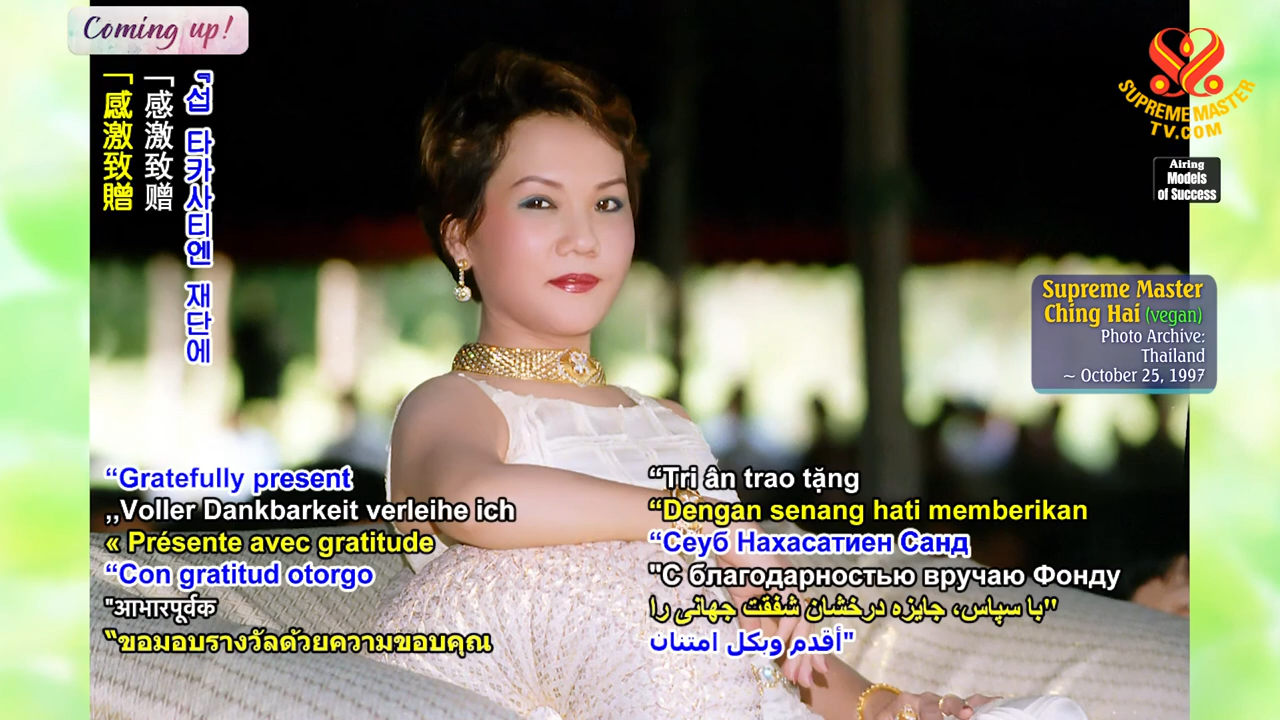 Coming up!
「感激致贈
「感激致赠
『섭 타카사티엔 재단에
SUPREME MASTER
TV.COM
Airing
Models
of Success
Supreme Master
Ching Hai (vegan)
Photo Archive:
Thailand
~ October 25, 1997
“Gratefully present
,,Voller Dankbarkeit verleihe ich
« Présente avec gratitude
“Con gratitud otorgo
"आभारपूर्वक
“ขอมอบรางวัลด้วยความขอบคุณ
“Tri ân trao tặng
“Dengan senang hati memberikan
“Сеуб Нахасатиен Санд
"С благодарностью вручаю Фонду
"با سپاس، جایزه درخشان شفقت جهانی را
"أقدم وبكل امتنان